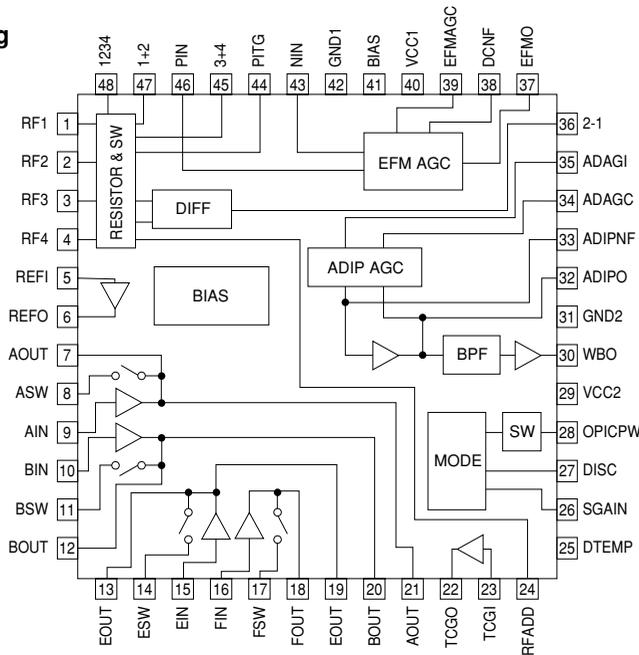 g
1234
1+2
PIN
3+4
PITG
NIN
GND1
BIAS
VCC1
EFMAGC
DCNF
EFMO
48
47
46
45
44
43
42
41
40
39
38
37
RF1 1
RF2 2
RF3 3
RF4 4
REFI 5
REFO 6
AOUT 7
ASW 8
AIN 9
BIN 10
BSW 11
BOUT 12
RESISTOR & SW
DIFF
BIAS
EFM AGC
ADIP AGC
BPF
MODE
SW
36 2-1
35 ADAGI
34 ADAGC
33 ADIPNF
32 ADIPO
31 GND2
30 WBO
29 VCC2
28 OPICPW
27 DISC
26 SGAIN
25 DTEMP
13
14
15
16
17
18
19
20
21
22
23
24
EOUT
ESW
EIN
FIN
FSW
FOUT
EOUT
BOUT
AOUT
TCGO
TCGI
RFADD